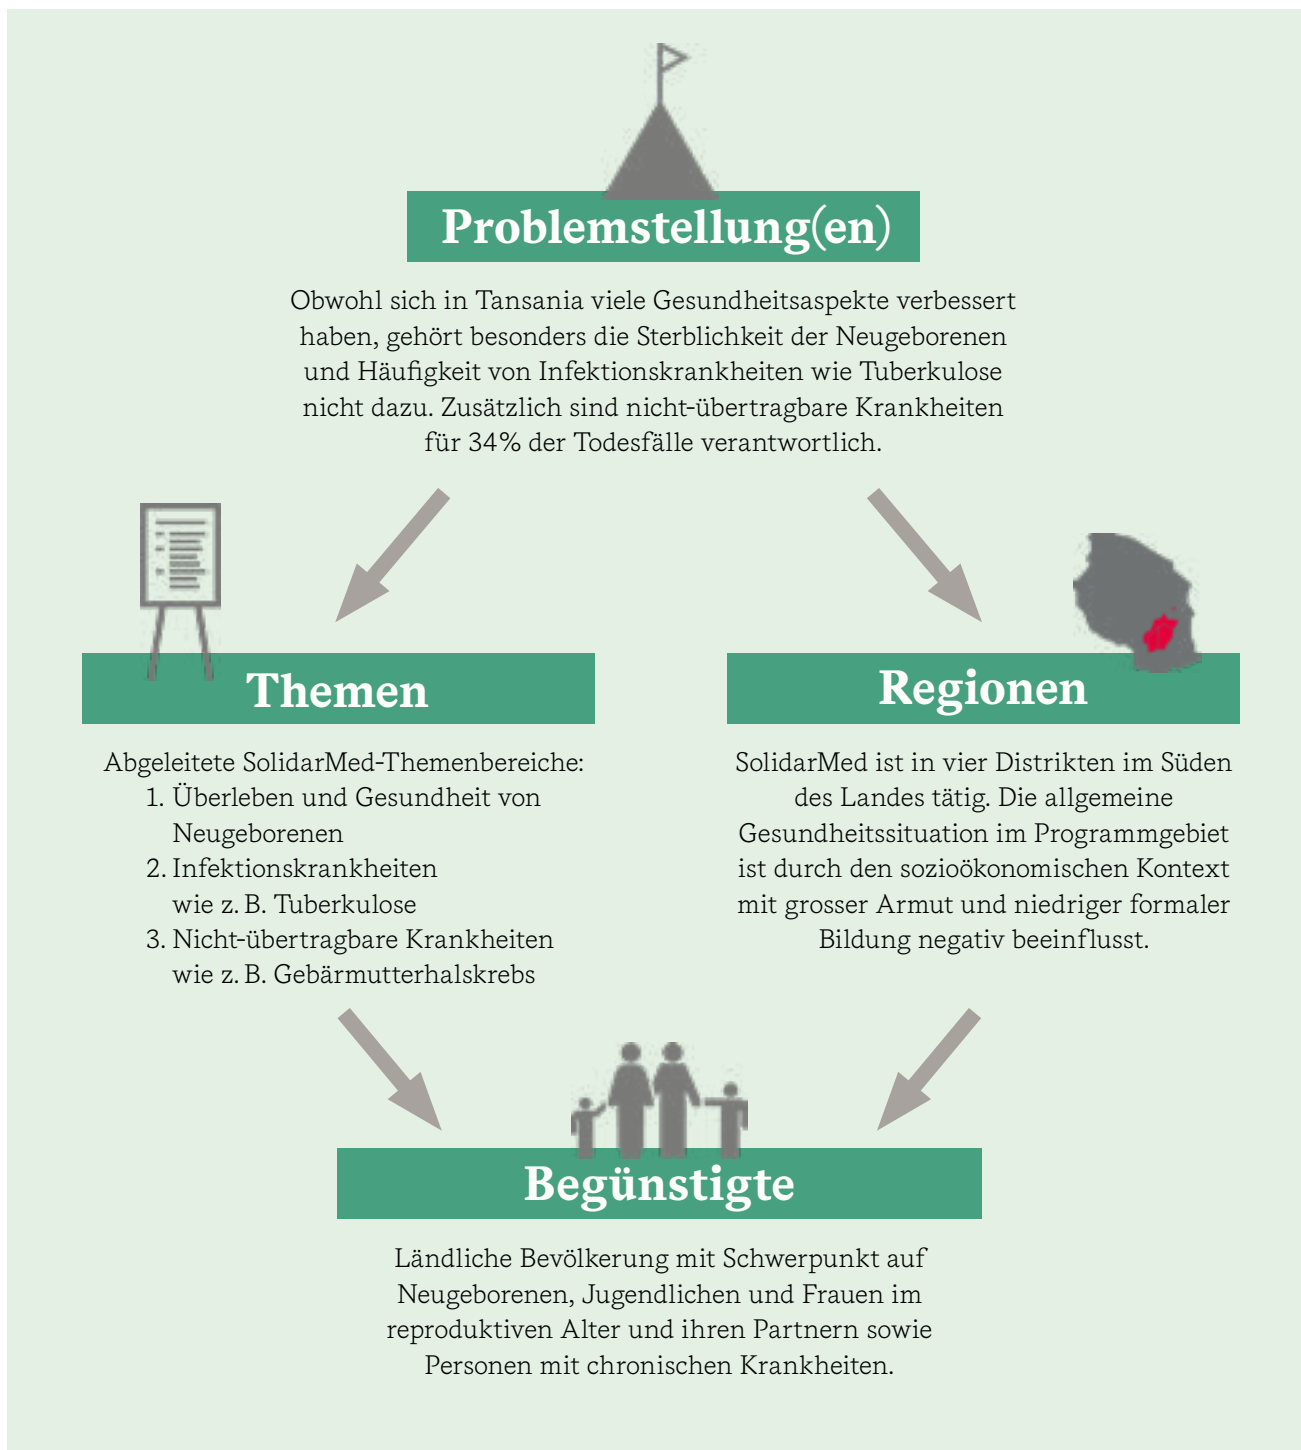 Problemstellung(en)
Obwohl sich in Tansania viele Gesundheitsaspekte verbessert
haben, gehört besonders die Sterblichkeit der Neugeborenen
und Häufigkeit von Infektionskrankheiten wie Tuberkulose
nicht dazu. Zusätzlich sind nicht-übertragbare Krankheiten
für 34% der Todesfälle verantwortlich.
Themen
Abgeleitete SolidarMed-Themenbereiche:
1. Überleben und Gesundheit von
Neugeborenen
2. Infektionskrankheiten
wie z. B. Tuberkulose
3. Nicht-übertragbare Krankheiten
wie z. B. Gebärmutterhalskrebs
Regionen
SolidarMed ist in vier Distrikten im Süden
des Landes tätig. Die allgemeine
Gesundheitssituation im Programmgebiet
ist durch den sozioökonomischen Kontext
mit grosser Armut und niedriger formaler
Bildung negativ beeinflusst.
Begünstigte
Ländliche Bevölkerung mit Schwerpunkt auf
Neugeborenen, Jugendlichen und Frauen im
reproduktiven Alter und ihren Partnern sowie
Personen mit chronischen Krankheiten.